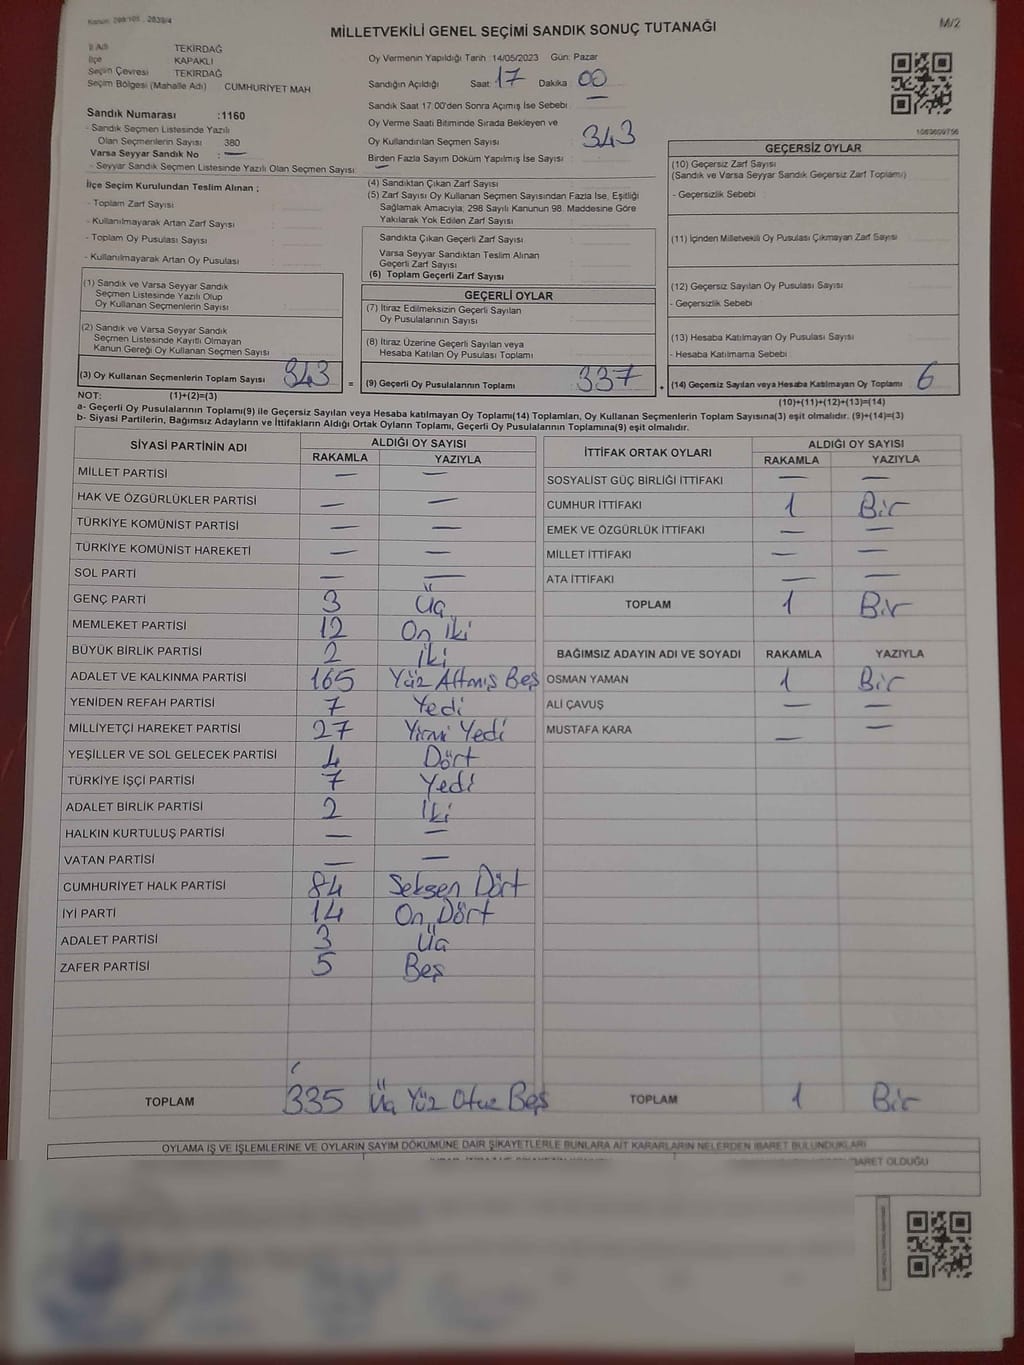 MİLLETVEKİLİ GENEL SEÇİMİ SANDIK SONUÇ TUTANAĞI
M/2
İl Adı TEKİRDAĞ
İlçe KAPAKLI
Seçim Çevresi TEKİRDAĞ
Seçim Bölgesi (Mahalle Adı) CUMHURİYET MAH
Sandık Numarası :1160
- Sandık Seçmen Listesinde Yazılı
Olan Seçmenlerin Sayısı 380
Varsa Seyyar Sandık No : —
- Seyyar Sandık Seçmen Listesinde Yazılı Olan Seçmen Sayısı:
Oy Vermenin Yapıldığı Tarih :14/05/2023 Gün: Pazar
Sandığın Açıldığı Saat 17 Dakika 00
Sandık Saat 17.00'den Sonra Açılmış İse Sebebi : —
Oy Verme Saati Bitiminde Sırada Bekleyen ve
Oy Kullandırılan Seçmen Sayısı : 343
Birden Fazla Sayım Döküm Yapılmış İse Sayısı : —
İlçe Seçim Kurulundan Teslim Alınan ;
- Toplam Zarf Sayısı :
- Kullanılmayarak Artan Zarf Sayısı :
- Toplam Oy Pusulası Sayısı :
- Kullanılmayarak Artan Oy Pusulası :
(1) Sandık ve Varsa Seyyar Sandık
Seçmen Listesinde Yazılı Olup
Oy Kullanan Seçmenlerin Sayısı :
(2) Sandık ve Varsa Seyyar Sandık
Seçmen Listesinde Kayıtlı Olmayan
Kanun Gereği Oy Kullanan Seçmen Sayısı :
(3) Oy Kullanan Seçmenlerin Toplam Sayısı : 343 =
(4) Sandıktan Çıkan Zarf Sayısı :
(5) Zarf Sayısı Oy Kullanan Seçmen Sayısından Fazla İse, Eşitliği
Sağlamak Amacıyla; 298 Sayılı Kanunun 98. Maddesine Göre
Yakılarak Yok Edilen Zarf Sayısı :
Sandıkta Çıkan Geçerli Zarf Sayısı :
Varsa Seyyar Sandıktan Teslim Alınan
Geçerli Zarf Sayısı :
(6) Toplam Geçerli Zarf Sayısı :
GEÇERLİ OYLAR
(7) İtiraz Edilmeksizin Geçerli Sayılan
Oy Pusulalarının Sayısı :
(8) İtiraz Üzerine Geçerli Sayılan veya
Hesaba Katılan Oy Pusulası Toplamı :
(9) Geçerli Oy Pusulalarının Toplamı : 337 +
1083609756
GEÇERSİZ OYLAR
(10) Geçersiz Zarf Sayısı
(Sandık ve Varsa Seyyar Sandık Geçersiz Zarf Toplamı) :
- Geçersizlik Sebebi :
(11) İçinden Milletvekili Oy Pusulası Çıkmayan Zarf Sayısı :
(12) Geçersiz Sayılan Oy Pusulası Sayısı :
- Geçersizlik Sebebi :
(13) Hesaba Katılmayan Oy Pusulası Sayısı :
- Hesaba Katılmama Sebebi :
(14) Geçersiz Sayılan veya Hesaba Katılmayan Oy Toplamı : 6
NOT: (1)+(2)=(3)
(10)+(11)+(12)+(13)=(14)
a- Geçerli Oy Pusulaları Toplamı(9) ile Geçersiz Sayılan veya Hesaba katılmayan Oy Toplamı(14) Toplamları, Oy Kullanan Seçmenlerin Toplam Sayısına(3) eşit olmalıdır. (9)+(14)=(3)
b- Siyasi Partilerin, Bağımsız Adayların ve İttifakların Aldığı Ortak Oyların Toplamı, Geçerli Oy Pusulalarının Toplamına(9) eşit olmalıdır.
SİYASİ PARTİNİN ADI ALDIĞI OY SAYISI
RAKAMLA YAZIYLA
MİLLET PARTİSİ — —
HAK VE ÖZGÜRLÜKLER PARTİSİ — —
TÜRKİYE KOMÜNİST PARTİSİ — —
TÜRKİYE KOMÜNİST HAREKETİ — —
SOL PARTİ — —
GENÇ PARTİ 3 Üç
MEMLEKET PARTİSİ 12 On iki
BÜYÜK BİRLİK PARTİSİ 2 iki
ADALET VE KALKINMA PARTİSİ 165 Yüz Altmış Beş
YENİDEN REFAH PARTİSİ 7 Yedi
MİLLİYETÇİ HAREKET PARTİSİ 27 Yirmi Yedi
YEŞİLLER VE SOL GELECEK PARTİSİ 4 Dört
TÜRKİYE İŞÇİ PARTİSİ 7 Yedi
ADALET BİRLİK PARTİSİ 2 İki
HALKIN KURTULUŞ PARTİSİ — —
VATAN PARTİSİ — —
CUMHURİYET HALK PARTİSİ 84 Seksen Dört
İYİ PARTİ 14 On Dört
ADALET PARTİSİ 3 Üç
ZAFER PARTİSİ 5 Beş
TOPLAM 335 Üç Yüz Otuz Beş
İTTİFAK ORTAK OYLARI ALDIĞI OY SAYISI
RAKAMLA YAZIYLA
SOSYALİST GÜÇ BİRLİĞİ İTTİFAKI — —
CUMHUR İTTİFAKI 1 Bir
EMEK VE ÖZGÜRLÜK İTTİFAKI — —
MİLLET İTTİFAKI — —
ATA İTTİFAKI — —
TOPLAM 1 Bir
BAĞIMSIZ ADAYIN ADI VE SOYADI RAKAMLA YAZIYLA
OSMAN YAMAN 1 Bir
ALİ ÇAVUŞ — —
MUSTAFA KARA — —
TOPLAM 1 Bir
OYLAMA İŞ VE İŞLEMLERİNE VE OYLARIN SAYIM DÖKÜMÜNE DAİR ŞİKAYETLERLE BUNLARA AİT KARARLARIN NELERDEN İBARET BULUNDUKLARI